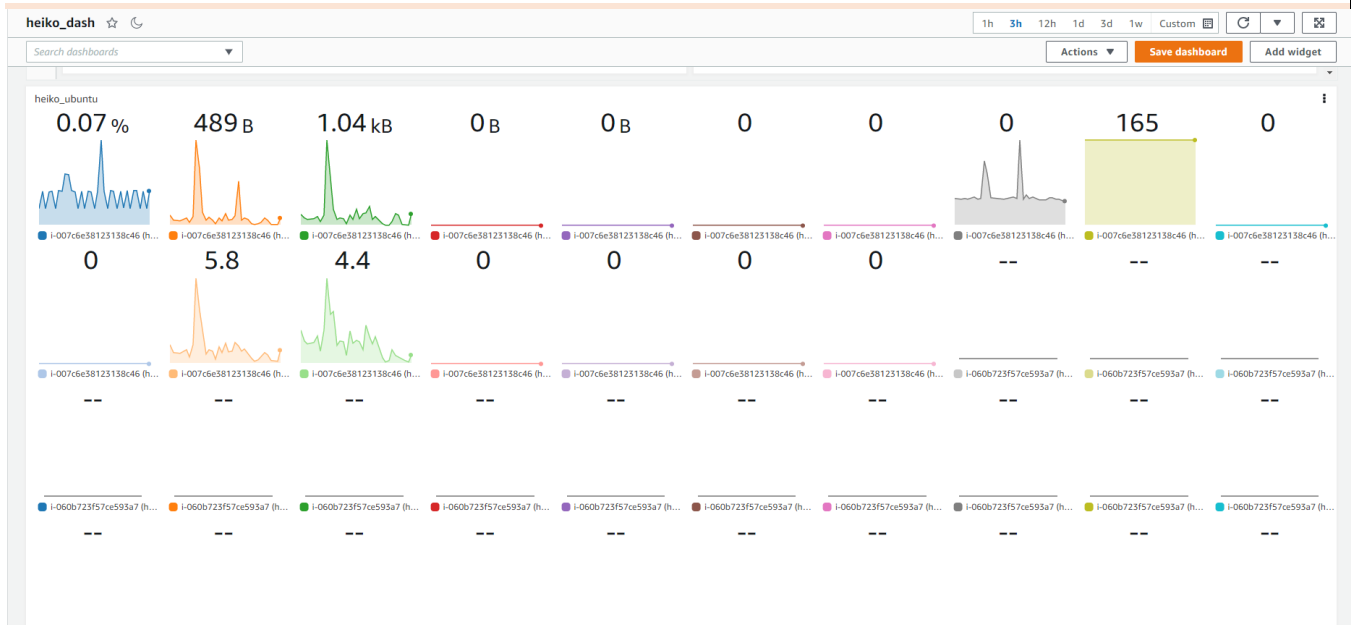 heiko_dash
1h 3h 12h 1d 3d 1w Custom
Search dashboards
Actions
Save dashboard
Add widget
heiko_ubuntu
0.07 % 489 B 1.04 kB 0 B 0 B 0 0 0 165 0
i-007c6e38123138c46 (h... i-007c6e38123138c46 (h... i-007c6e38123138c46 (h... i-007c6e38123138c46 (h... i-007c6e38123138c46 (h... i-007c6e38123138c46 (h... i-007c6e38123138c46 (h... i-007c6e38123138c46 (h... i-007c6e38123138c46 (h... i-007c6e38123138c46 (h...
0 5.8 4.4 0 0 0 0 -- -- --
i-007c6e38123138c46 (h... i-007c6e38123138c46 (h... i-007c6e38123138c46 (h... i-007c6e38123138c46 (h... i-007c6e38123138c46 (h... i-007c6e38123138c46 (h... i-007c6e38123138c46 (h... i-060b723f57ce593a7 (h... i-060b723f57ce593a7 (h... i-060b723f57ce593a7 (h...
-- -- -- -- -- -- -- -- -- --
i-060b723f57ce593a7 (h... i-060b723f57ce593a7 (h... i-060b723f57ce593a7 (h... i-060b723f57ce593a7 (h... i-060b723f57ce593a7 (h... i-060b723f57ce593a7 (h... i-060b723f57ce593a7 (h... i-060b723f57ce593a7 (h... i-060b723f57ce593a7 (h... i-060b723f57ce593a7 (h...
-- -- -- -- -- -- -- -- -- --